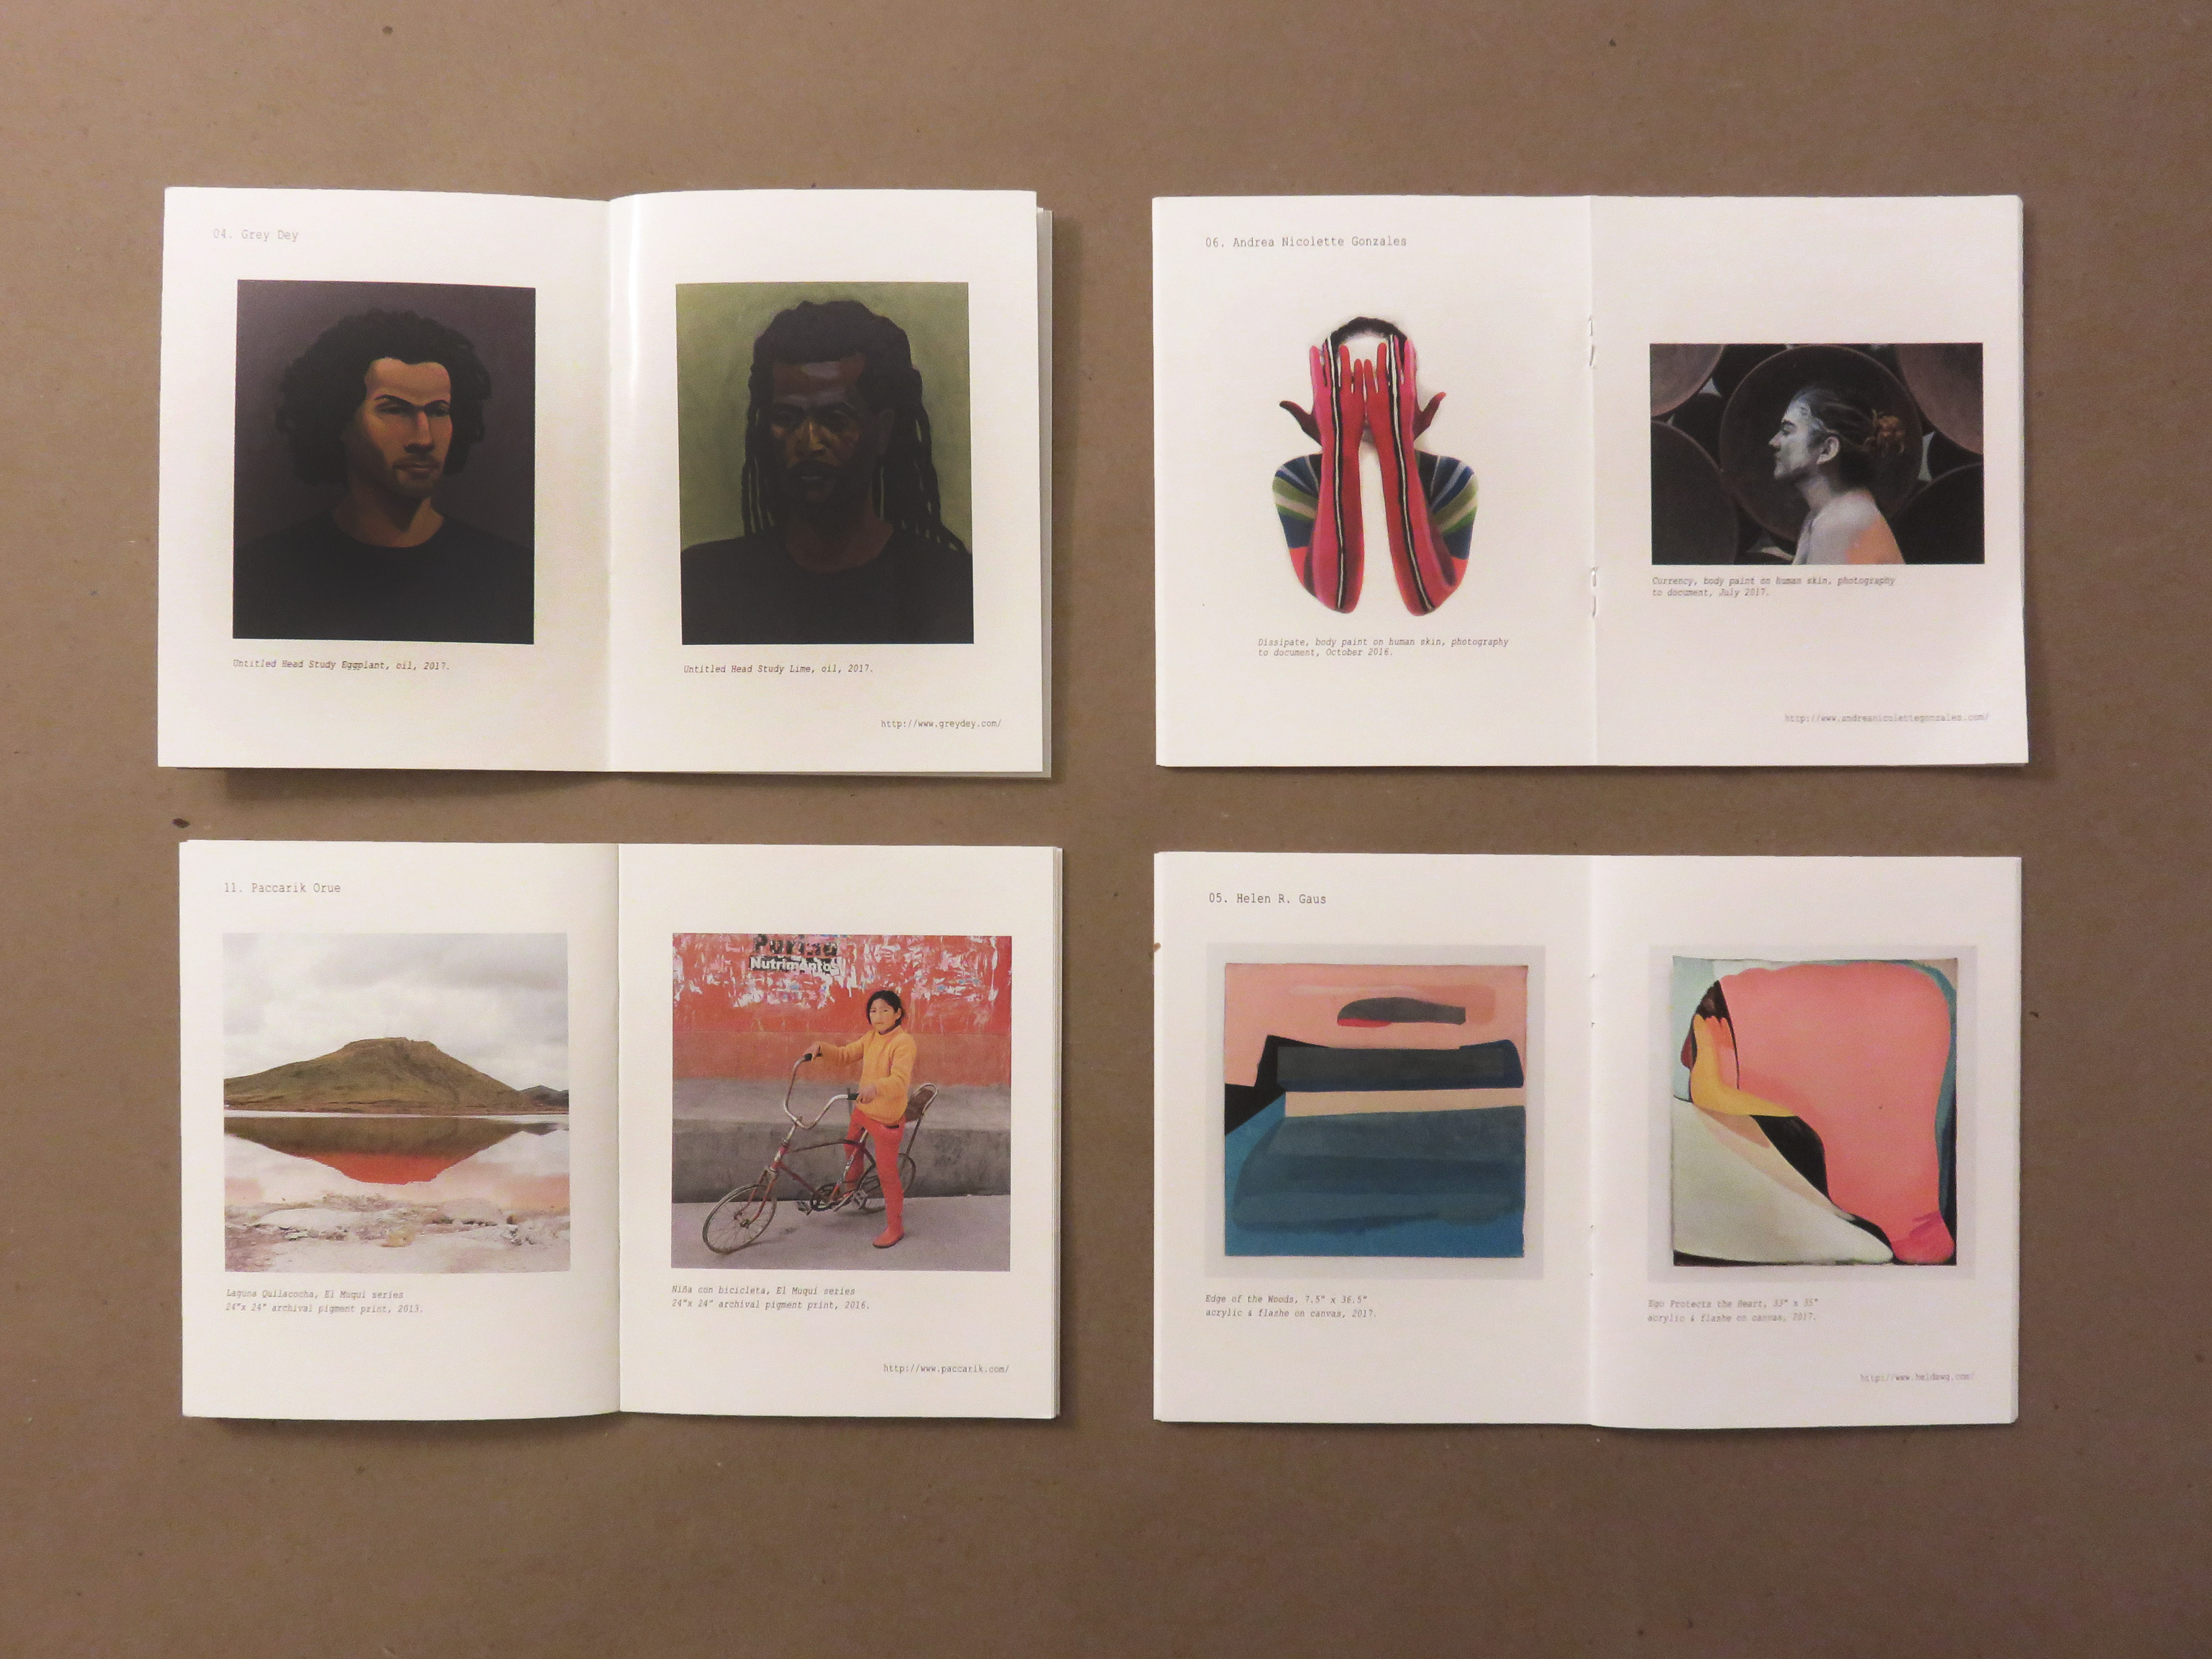 04. Grey Dey
Untitled Head Study Eggplant, oil, 2017.
Untitled Head Study Lime, oil, 2017.
http://www.greydey.com/
06. Andrea Nicolette Gonzales
Dissipate, body paint on human skin, photography
to document, October 2016.
Currency, body paint on human skin, photography
to document, July 2017.
http://www.andreanicolettegonzales.com/
11. Paccarik Orue
Laguna Quilacocha, El Muqui series
24"x 24" archival pigment print, 2013.
Nutrimentos
Niña con bicicleta, El Muqui series
24"x 24" archival pigment print, 2016.
http://www.paccarik.com/
05. Helen R. Gaus
Edge of the Woods, 7.5" x 36.5"
acrylic & flashe on canvas, 2017.
Ego Protects the Heart, 33" x 35"
acrylic & flashe on canvas, 2017.